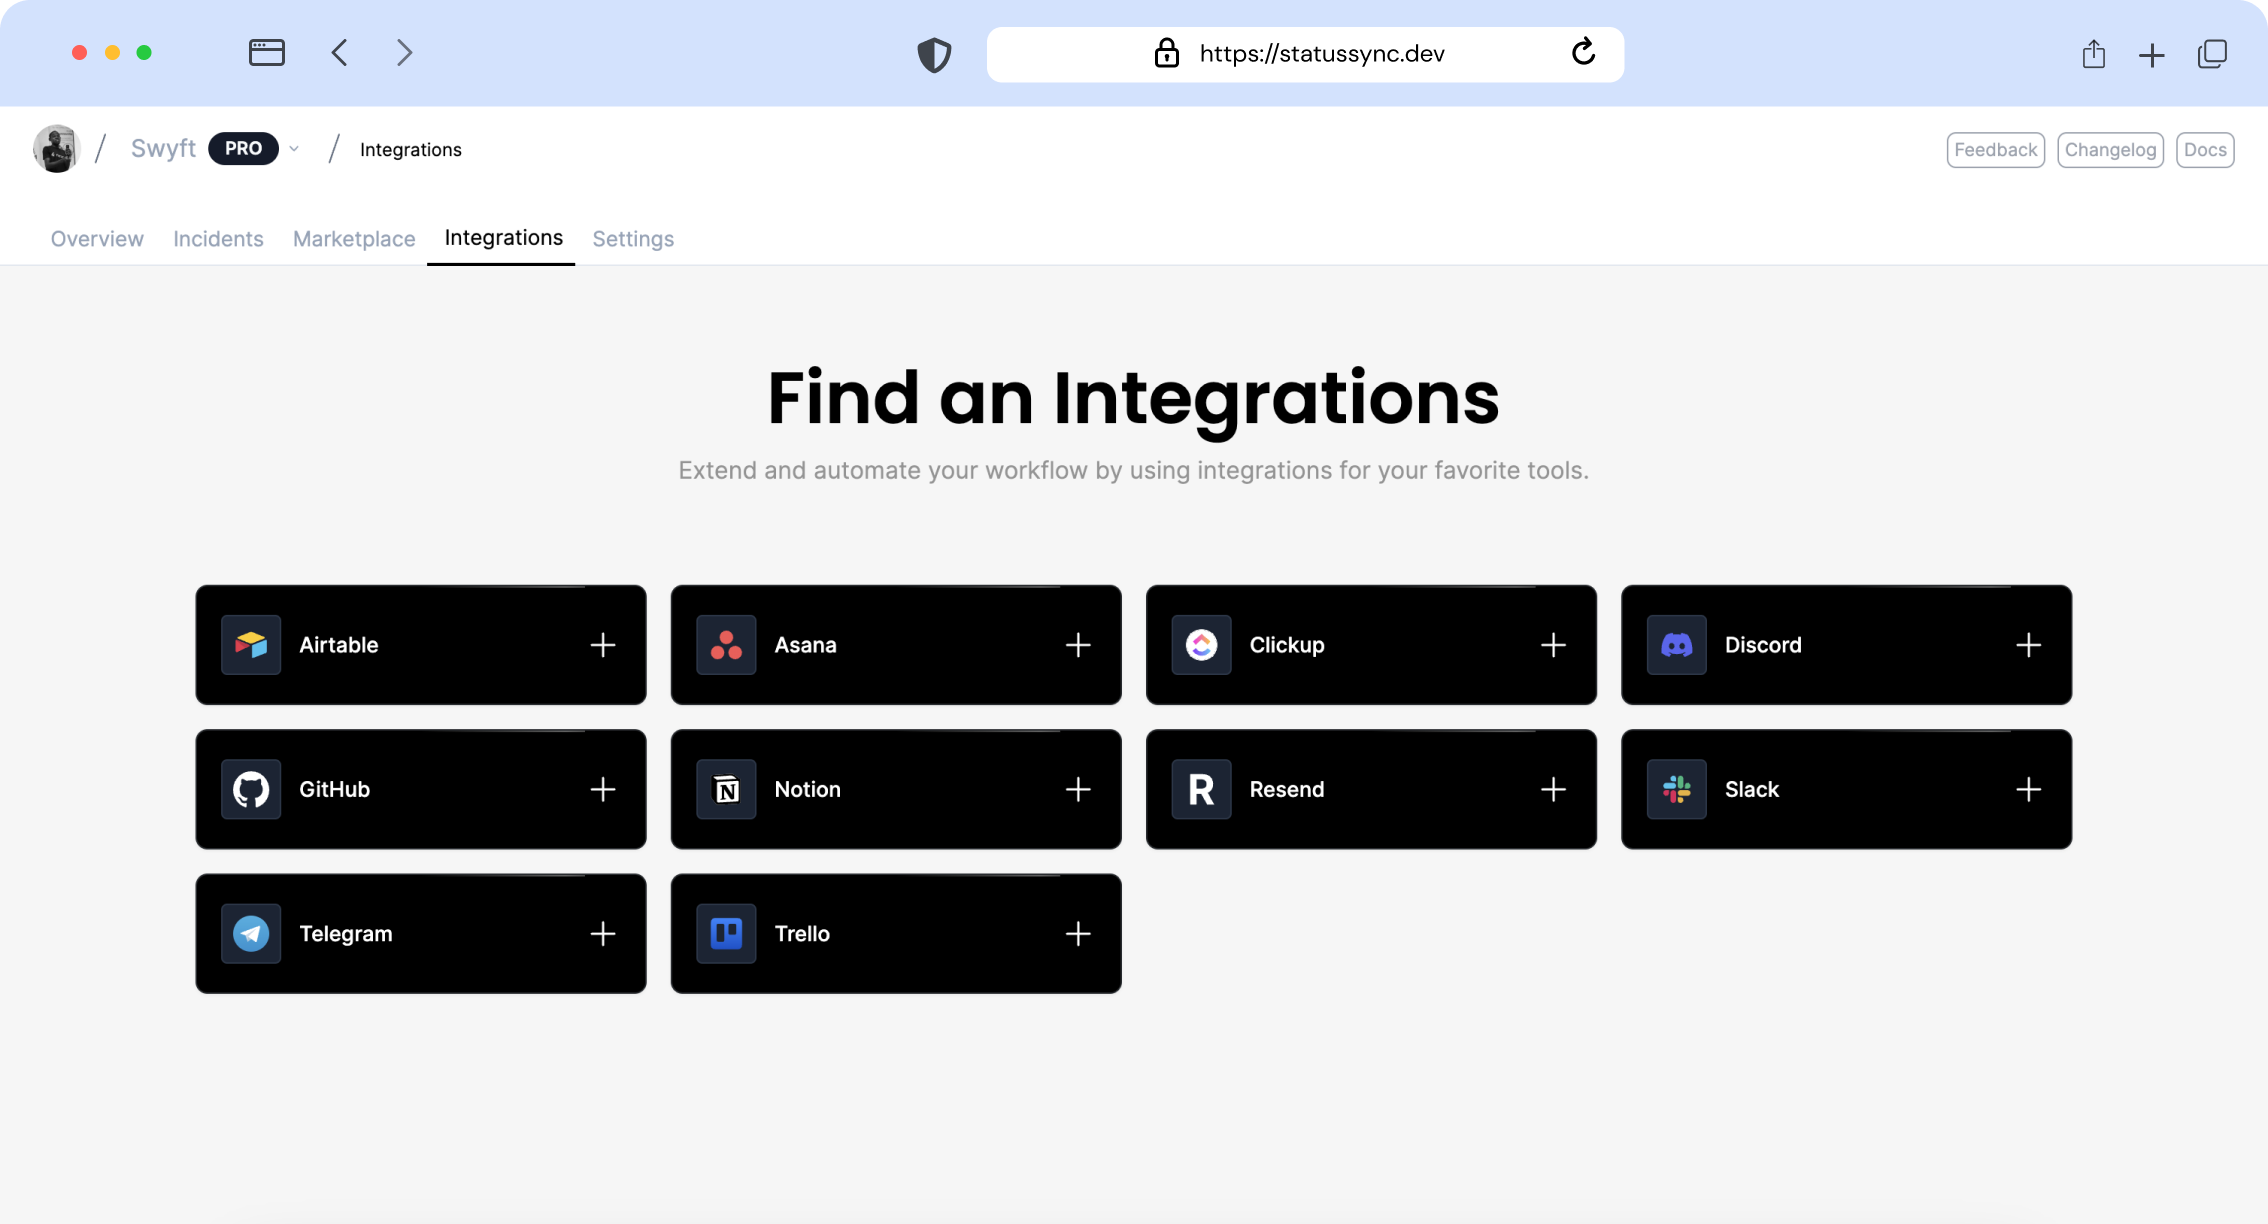 https://statussync.dev
Swyft PRO Integrations
Feedback Changelog Docs
Overview Incidents Marketplace Integrations Settings
Find an Integrations
Extend and automate your workflow by using integrations for your favorite tools.
Airtable
Asana
Clickup
Discord
GitHub
Notion
Resend
Slack
Telegram
Trello